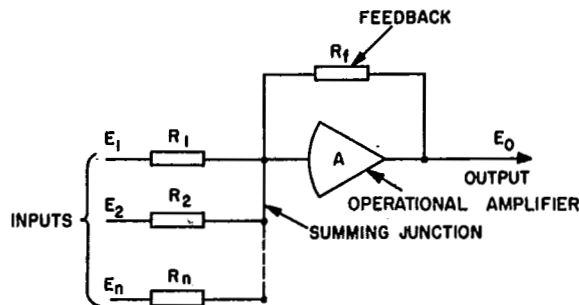 FEEDBACK
Rf
E1
R1
A
E0
OUTPUT
OPERATIONAL AMPLIFIER
INPUTS
E2
R2
SUMMING JUNCTION
En
Rn